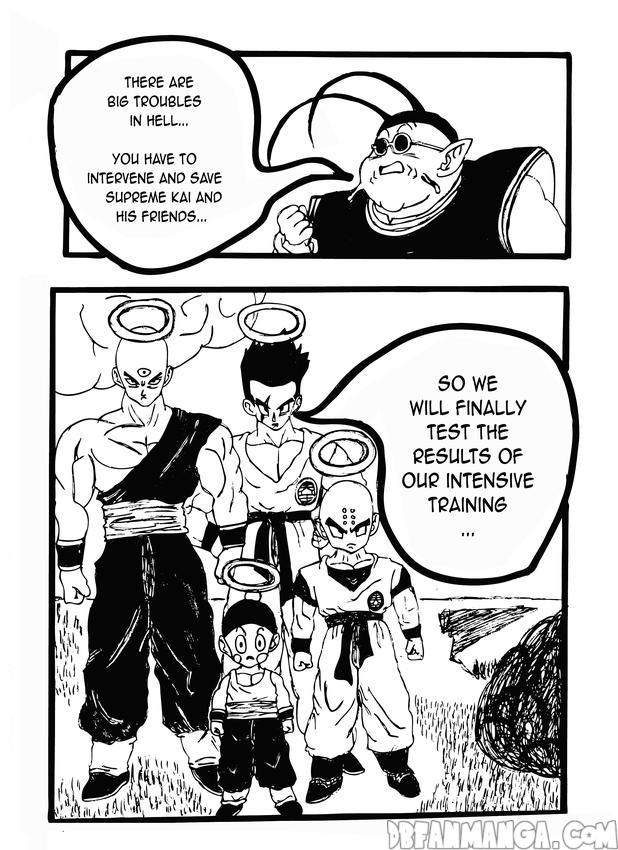 THERE ARE
BIG TROUBLES
IN HELL...
YOU HAVE TO
INTERVENE AND SAVE
SUPREME KAI AND
HIS FRIENDS...
SO WE
WILL FINALLY
TEST THE
RESULTS OF
OUR INTENSIVE
TRAINING
...
DBFANMANGA.COM